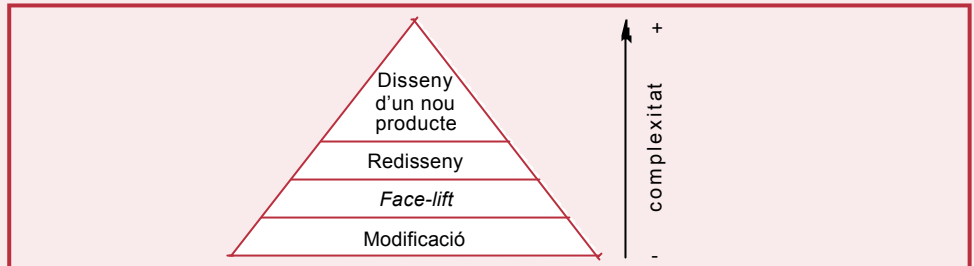 +
Disseny
d'un nou
producte
Redisseny
Face-lift
Modificació
complexitat
-